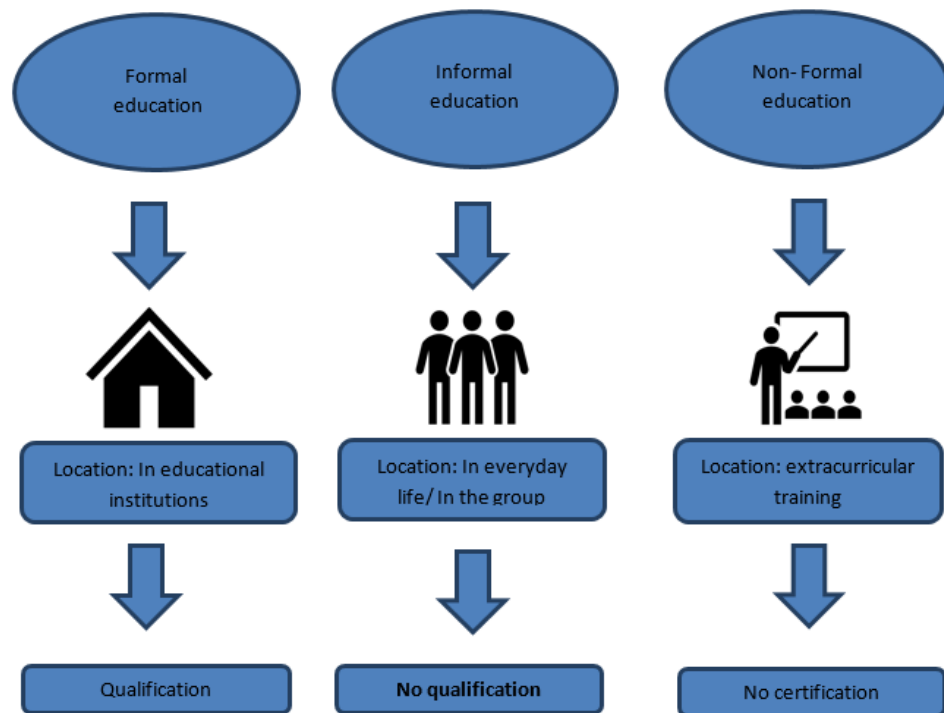 Formal
education
Informal
education
Non- Formal
education
Location: In educational
institutions
Location: In everyday
life/ In the group
Location: extracurricular
training
Qualification
No qualification
No certification